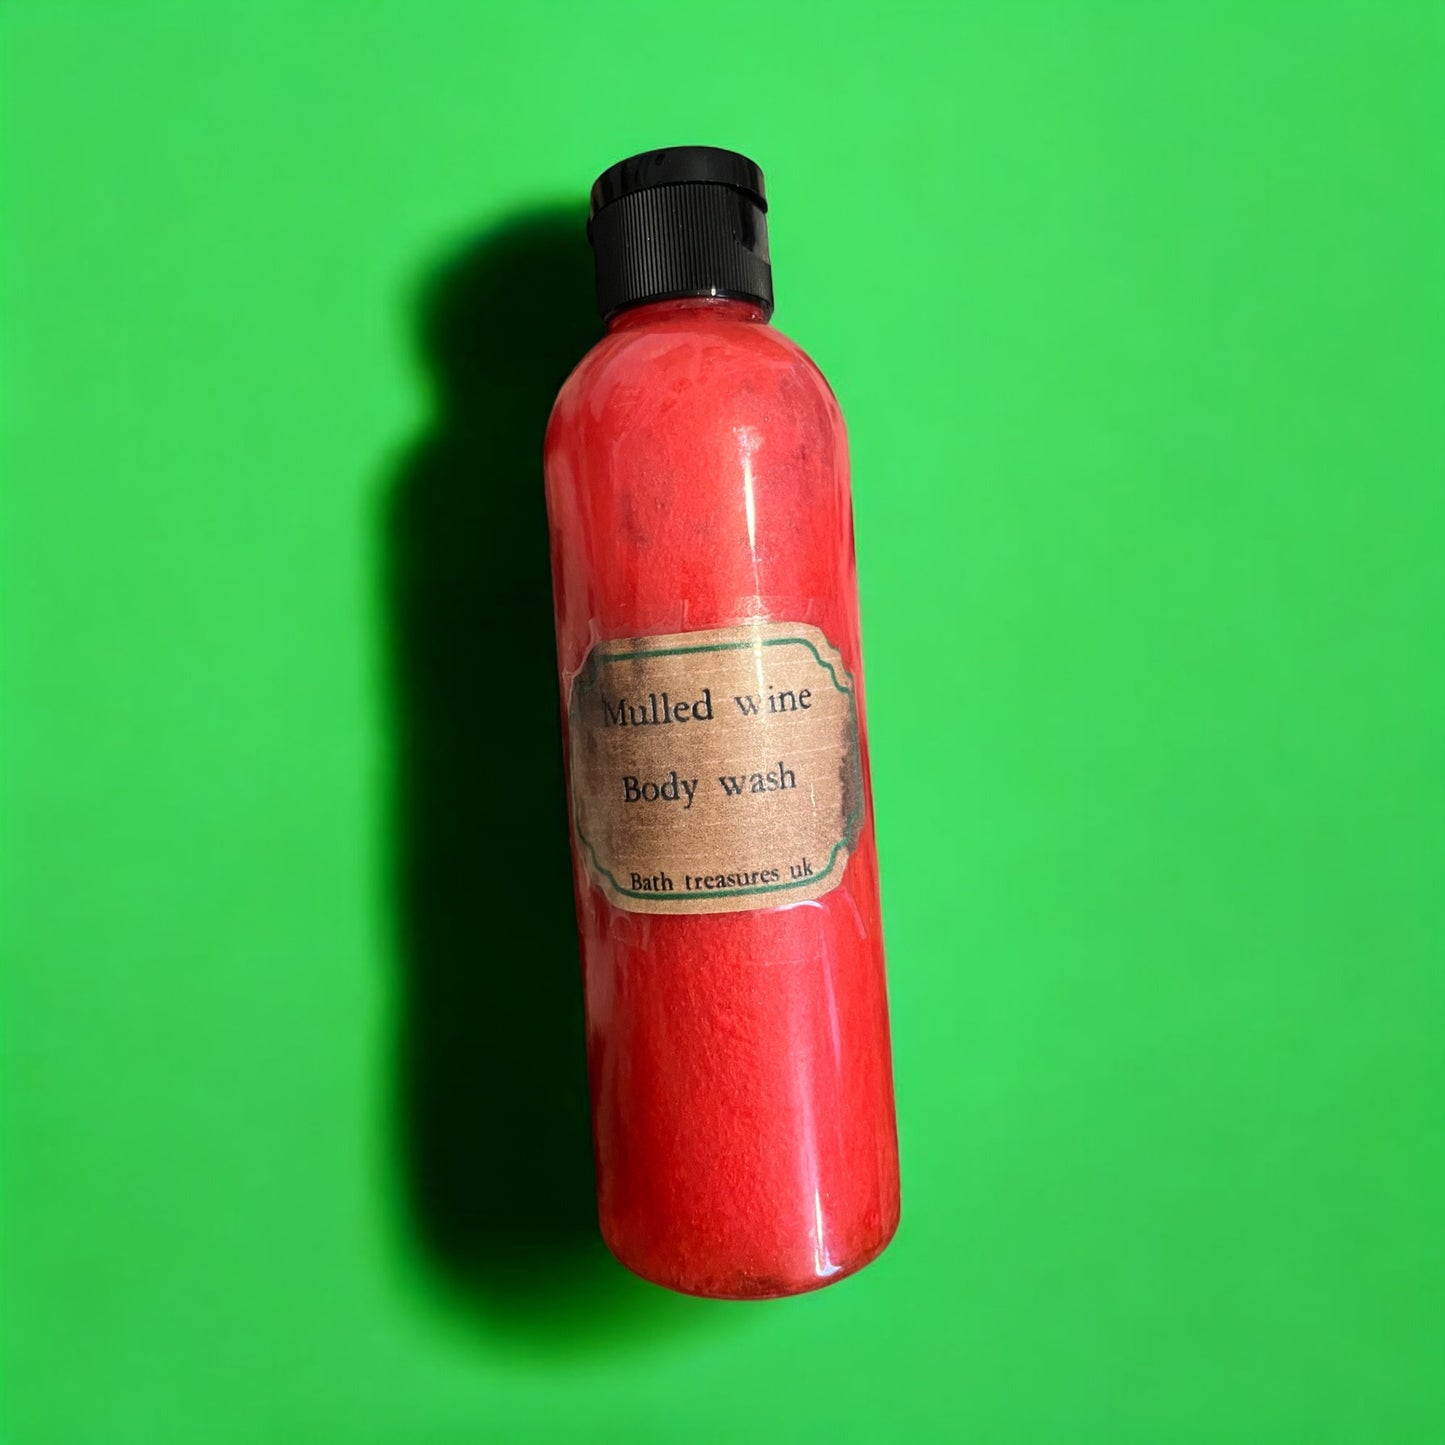 Mulled wine
Body wash
Bath treasures uk